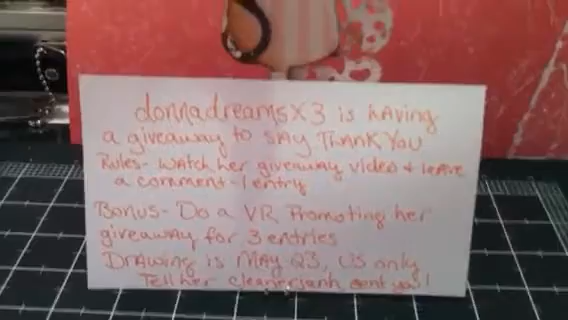 donnadreamsx3 is having
a giveaway to say Thank You
Rules- Watch her giveaway video + leave
a comment-1 entry
Bonus- Do a VR Promoting her
giveaway for 3 entries
Drawing is May 23, US only
Tell her cleanersanh sent you!